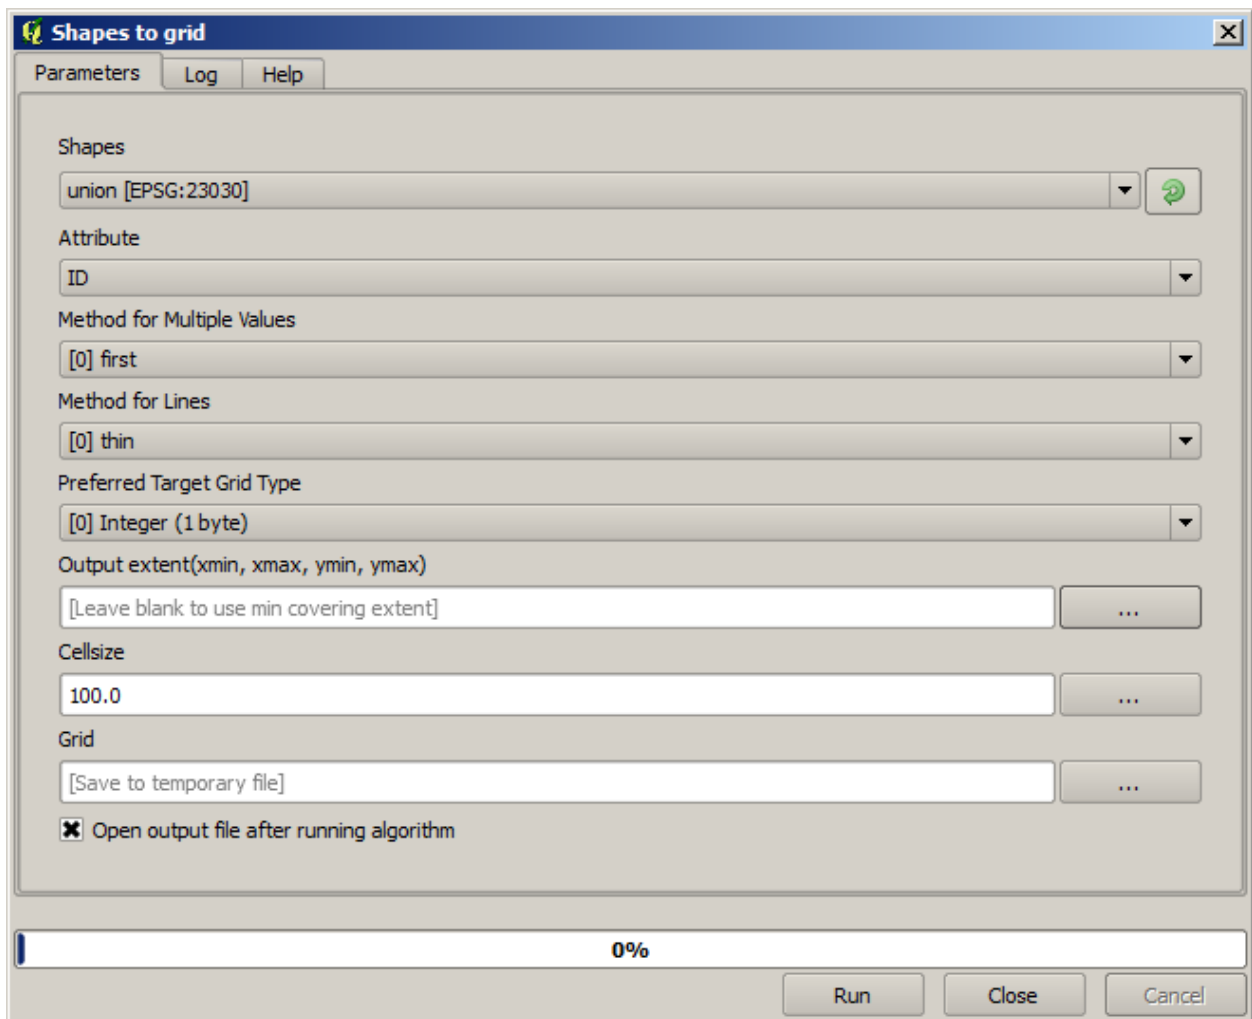 Shapes to grid
Parameters Log Help
Shapes
union [EPSG:23030]
Attribute
ID
Method for Multiple Values
[0] first
Method for Lines
[0] thin
Preferred Target Grid Type
[0] Integer (1 byte)
Output extent(xmin, xmax, ymin, ymax)
[Leave blank to use min covering extent] ...
Cellsize
100.0 ...
Grid
[Save to temporary file] ...
Open output file after running algorithm
0%
Run Close Cancel